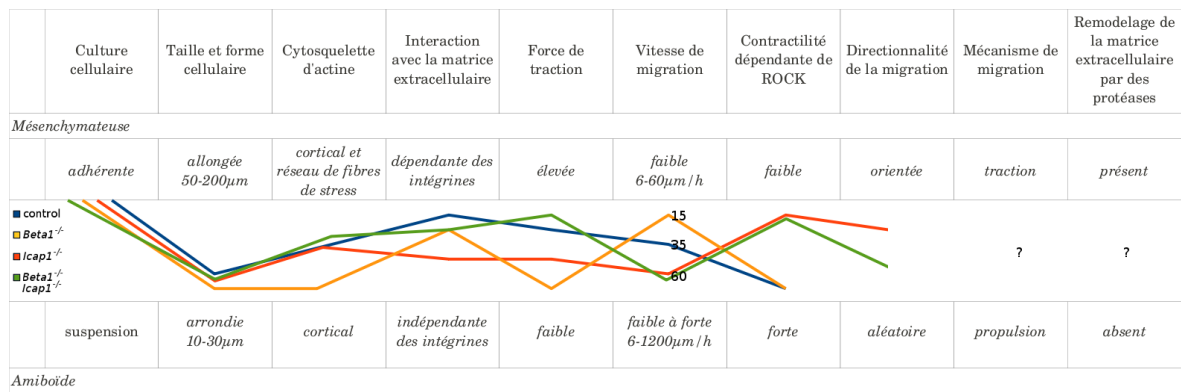 Culture
cellulaire
Taille et forme
cellulaire
Cytosquelette
d'actine
Interaction
avec la matrice
extracellulaire
Force de
traction
Vitesse de
migration
Contractilité
dépendante de
ROCK
Directionnalité
de la migration
Mécanisme de
migration
Remodelage de
la matrice
extracellulaire
par des
protéases
Mésenchymateuse
adhérente
allongée
50-200µm
cortical et
réseau de fibres
de stress
dépendante des
intégrines
élevée
faible
6-60µm/h
faible
orientée
traction
présent
control
Beta1-/-
Icap1-/-
Beta1-/-
Icap1-/-
15
35
60
?
?
suspension
arrondie
10-30µm
cortical
indépendante
des intégrines
faible
faible à forte
6-1200µm/h
forte
aléatoire
propulsion
absent
Amiboïde